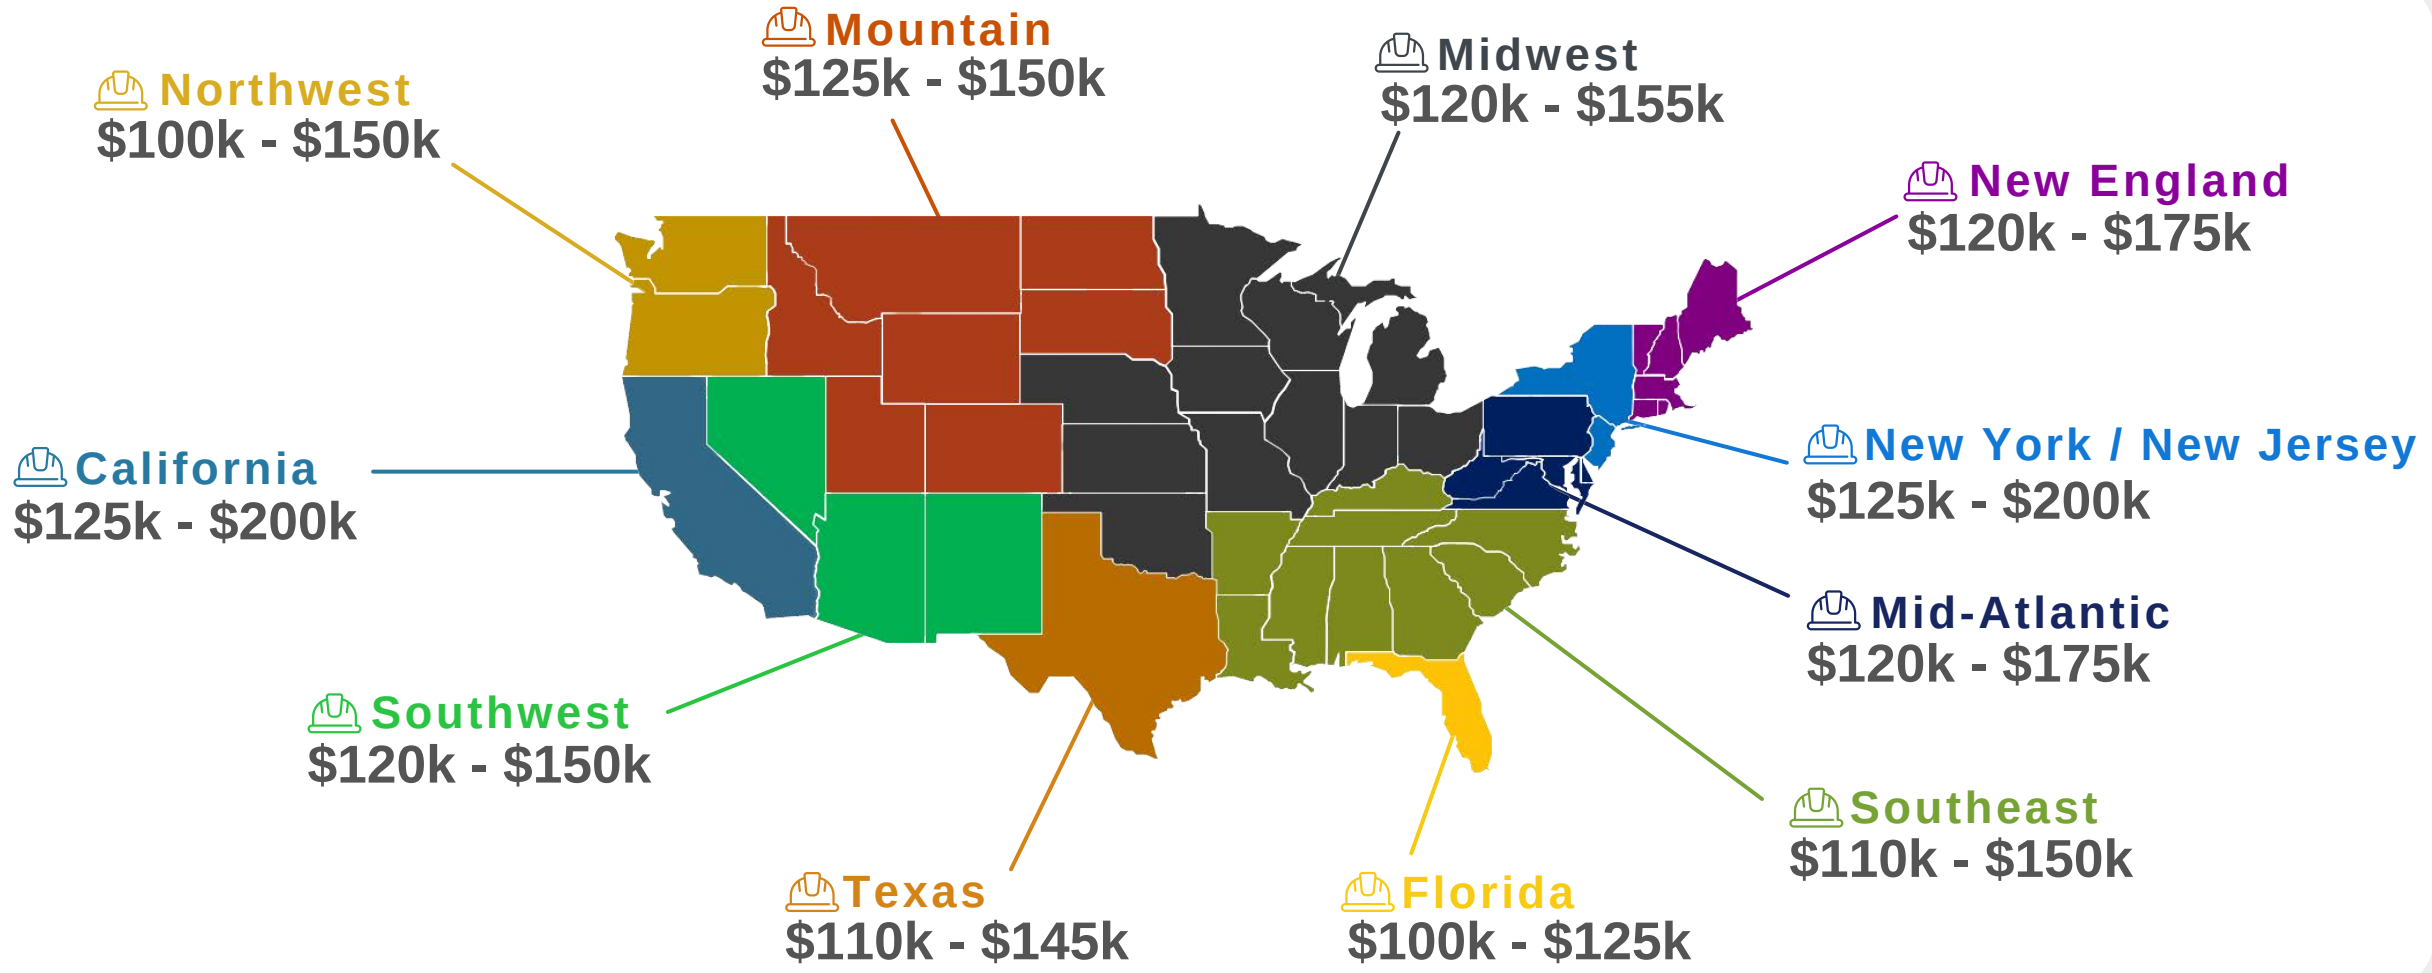 Mountain
$125k - $150k
Midwest
$120k - $155k
Northwest
$100k - $150k
New England
$120k - $175k
California
$125k - $200k
New York / New Jersey
$125k - $200k
Mid-Atlantic
$120k - $175k
Southwest
$120k - $150k
Southeast
$110k - $150k
Texas
$110k - $145k
Florida
$100k - $125k